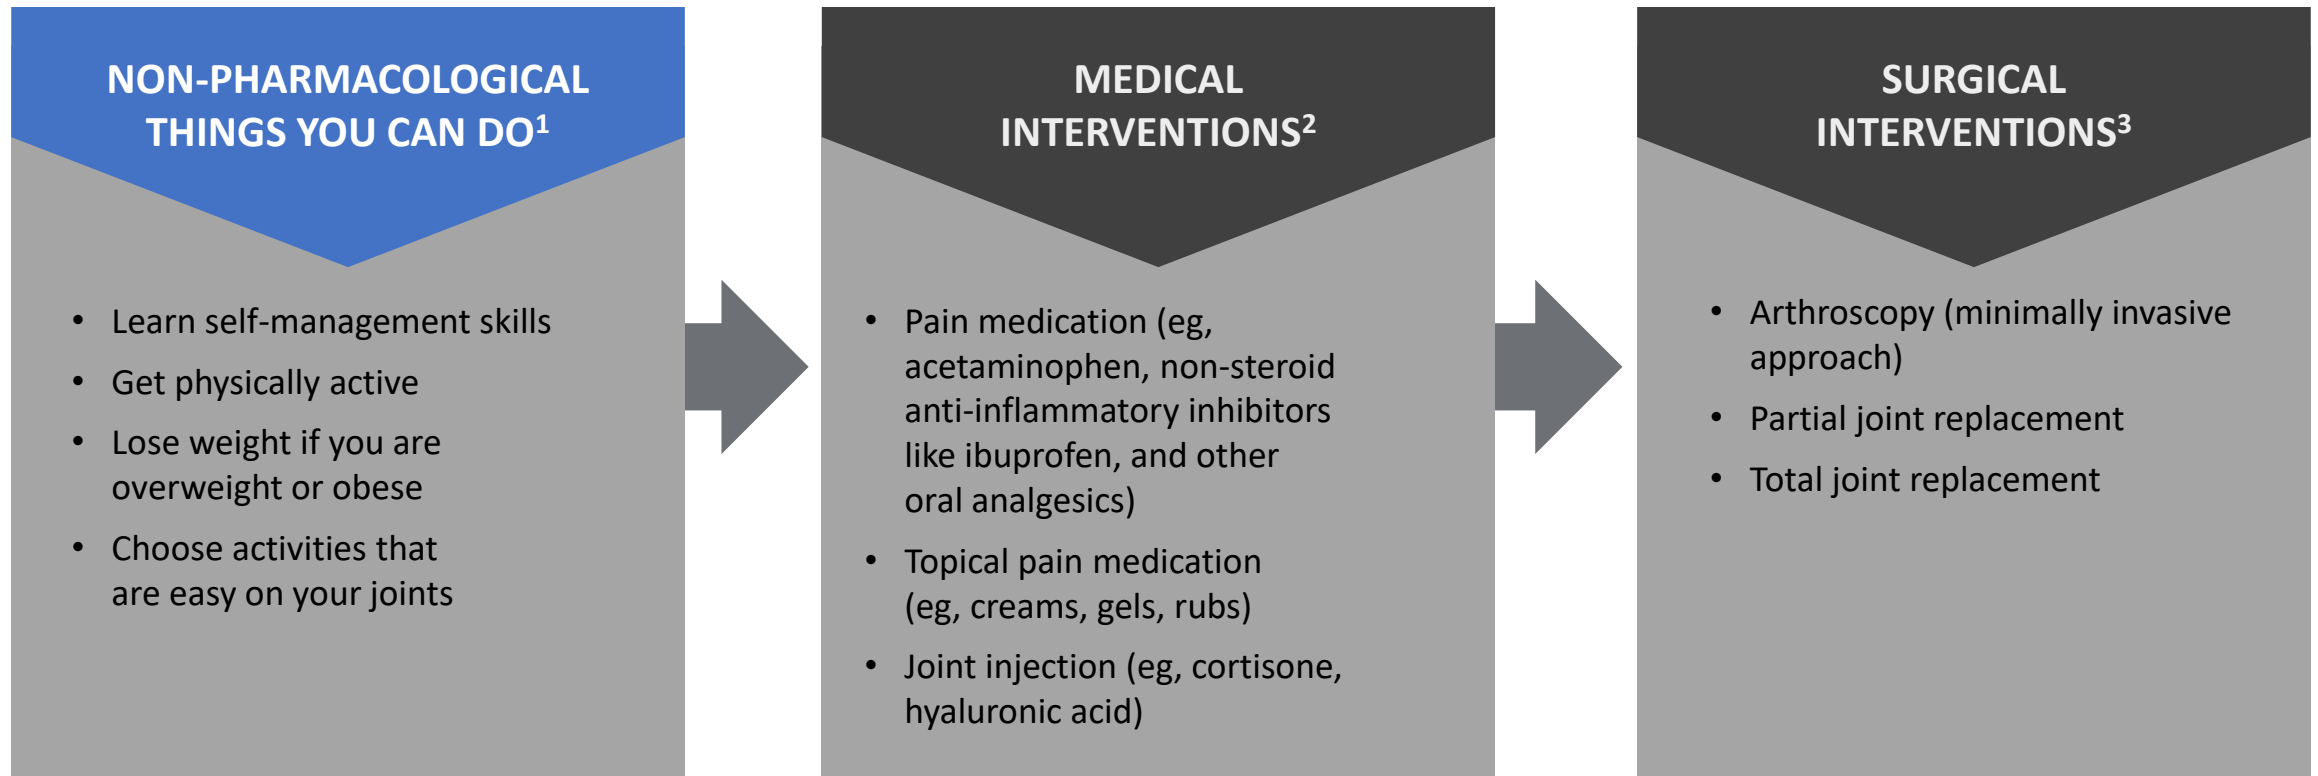 NON-PHARMACOLOGICAL
THINGS YOU CAN DO¹
• Learn self-management skills
• Get physically active
• Lose weight if you are
overweight or obese
• Choose activities that
are easy on your joints
MEDICAL
INTERVENTIONS²
• Pain medication (eg,
acetaminophen, non-steroid
anti-inflammatory inhibitors
like ibuprofen, and other
oral analgesics)
• Topical pain medication
(eg, creams, gels, rubs)
• Joint injection (eg, cortisone,
hyaluronic acid)
SURGICAL
INTERVENTIONS³
• Arthroscopy (minimally invasive
approach)
• Partial joint replacement
• Total joint replacement